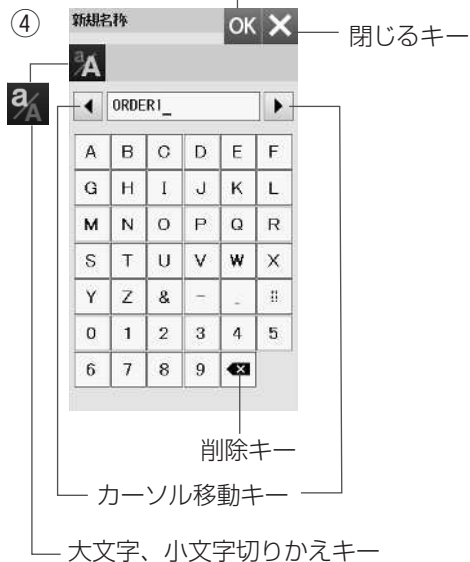 ④
新規名称
OK
閉じるキー
a/A
a/A
ORDER1_
A B C D E F
G H I J K L
M N O P Q R
S T U V W X
Y Z & - _
0 1 2 3 4 5
6 7 8 9
削除キー
カーソル移動キー
大文字、小文字切りかえキー